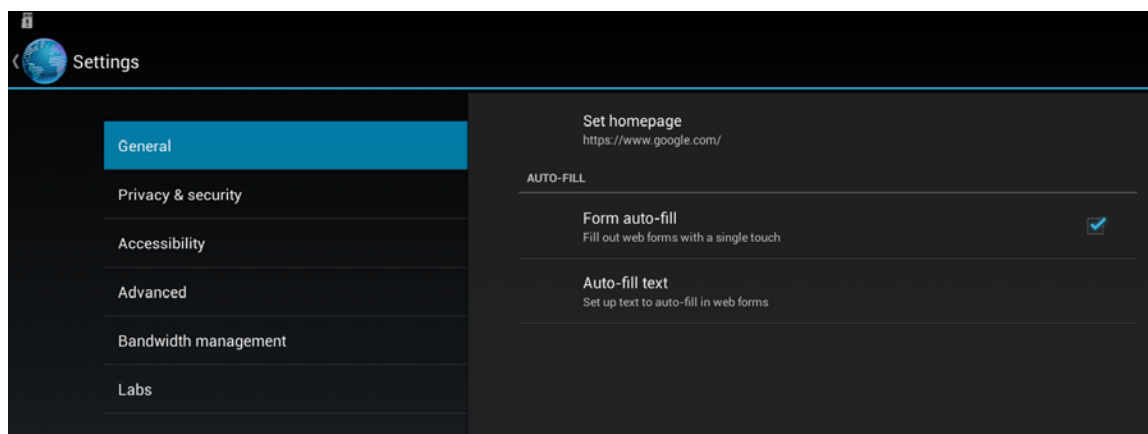 Settings
General
Privacy & security
Accessibility
Advanced
Bandwidth management
Labs
Set homepage
https://www.google.com/
AUTO-FILL
Form auto-fill
Fill out web forms with a single touch
Auto-fill text
Set up text to auto-fill in web forms